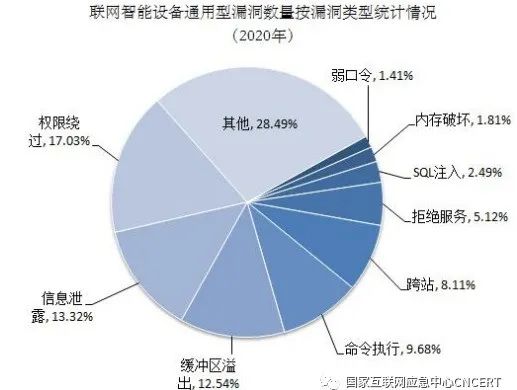 联网智能设备通用型漏洞数量按漏洞类型统计情况
（2020年）
弱口令, 1.41%
内存破坏, 1.81%
SQL注入, 2.49%
拒绝服务, 5.12%
跨站, 8.11%
命令执行, 9.68%
缓冲区溢
出, 12.54%
信息泄
露, 13.32%
权限绕
过, 17.03%
其他, 28.49%
国家互联网应急中心CNCERT